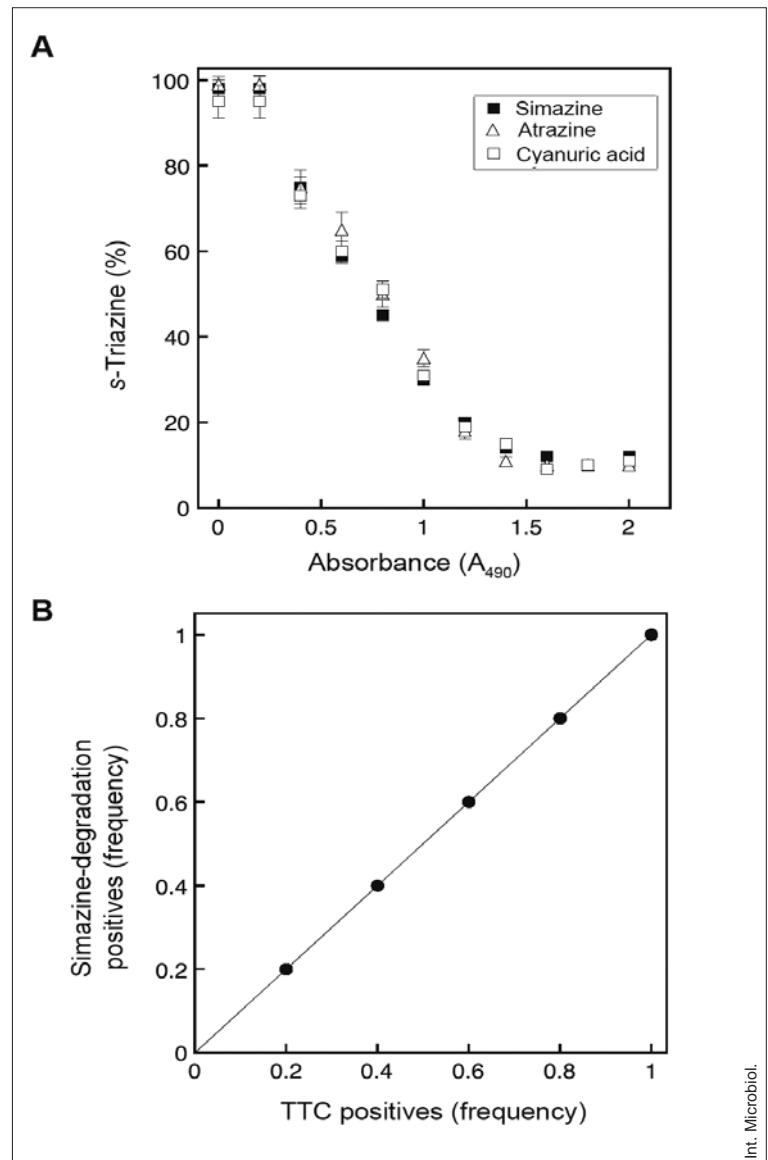 A
100
80
60
40
20
0
s-Triazine (%)
Simazine
Atrazine
Cyanuric acid
0 0.5 1 1.5 2
Absorbance (A490)
B
1
0.8
0.6
0.4
0.2
0
Simazine-degradation
positives (frequency)
0 0.2 0.4 0.6 0.8 1
TTC positives (frequency)
Int. Microbiol.